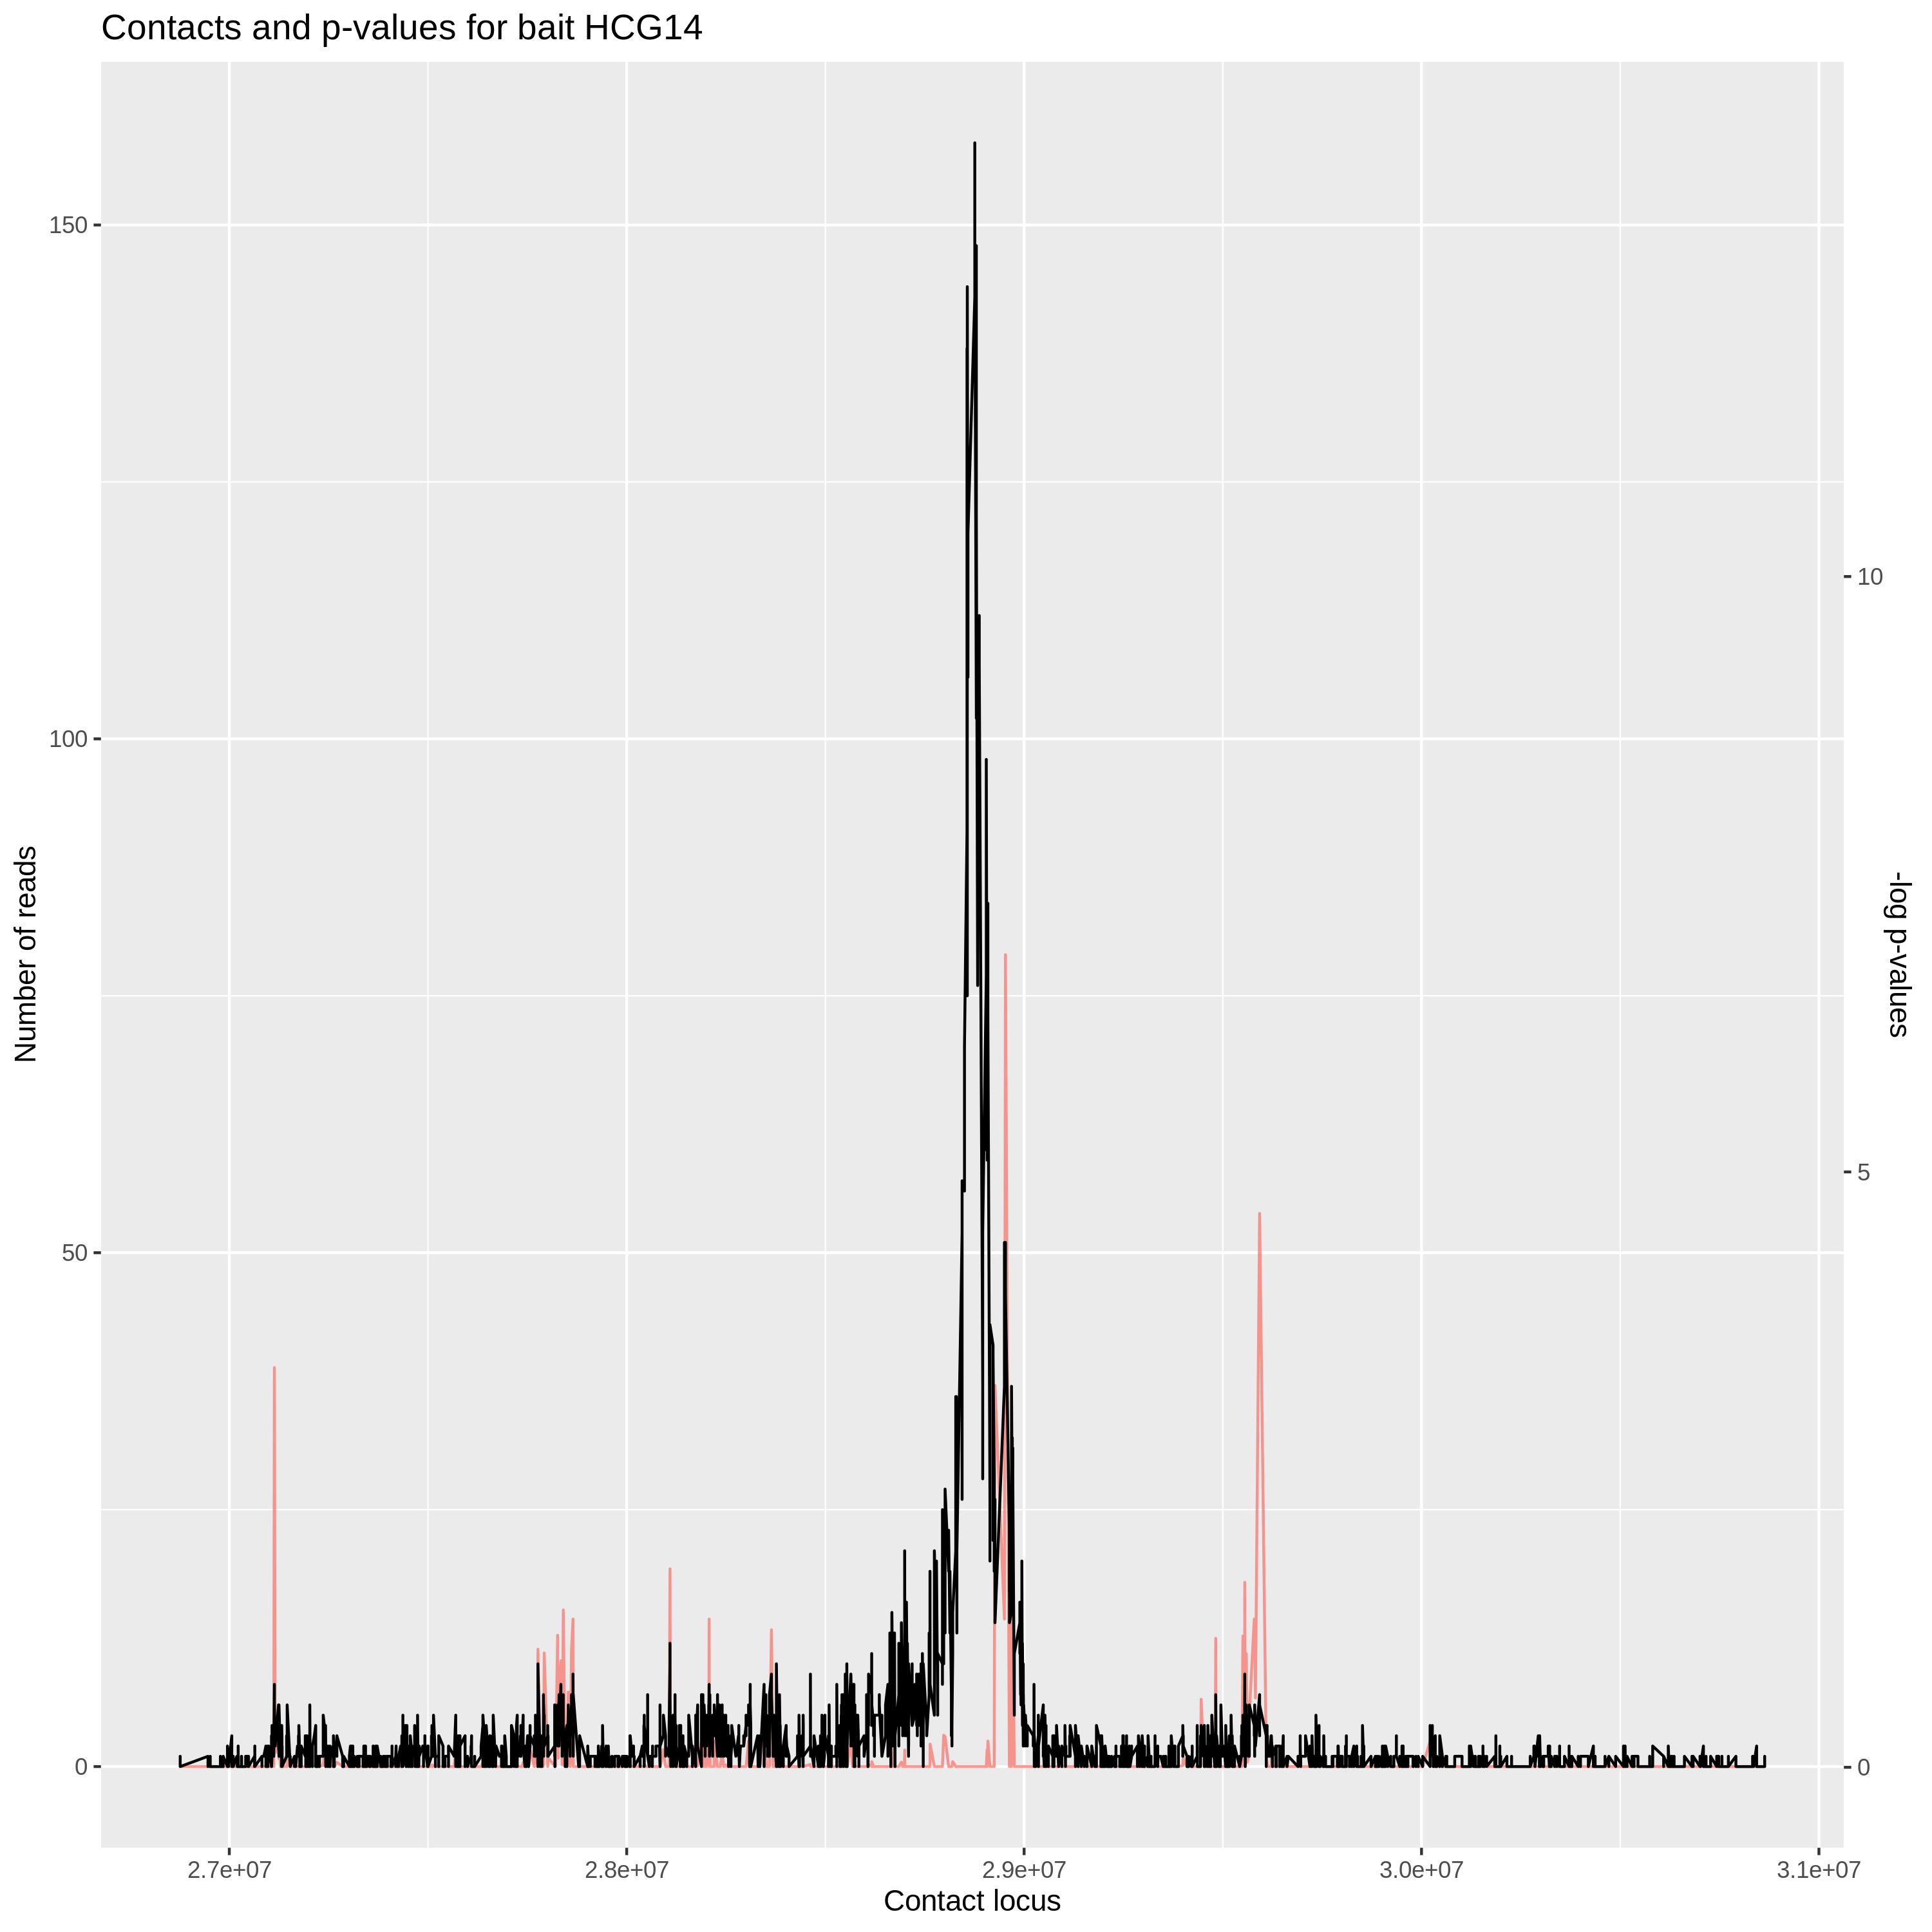 Contacts and p-values for bait HCG14
150
100
50
0
Number of reads
10
5
0
-log p-values
2.7e+07
2.8e+07
2.9e+07
3.0e+07
3.1e+07
Contact locus